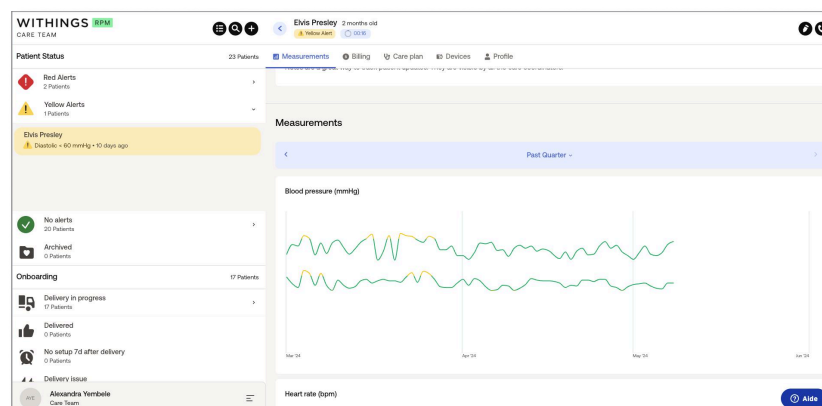 WITHINGS RPM
CARE TEAM
Patient Status 23 Patients
Red Alerts
2 Patients
Yellow Alerts
1 Patients
Elvis Presley
Diastolic < 60 mmHg • 10 days ago
No alerts
20 Patients
Archived
0 Patients
Onboarding 17 Patients
Delivery in progress
17 Patients
Delivered
0 Patients
No setup 7d after delivery
0 Patients
Delivery issue
AVE
Alexandra Yembele
Care Team
Elvis Presley 2 months old
Yellow Alert 00:16
Measurements Billing Care plan Devices Profile
Measurements
Past Quarter
Blood pressure (mmHg)
Mar '24 Apr '24 May '24 Jun '24
Heart rate (bpm)
Aide